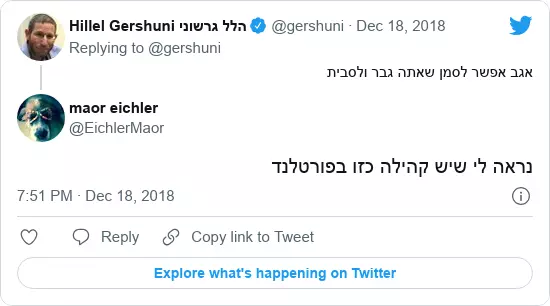 Hillel Gershuni הלל גרשוני @gershuni · Dec 18, 2018
Replying to @gershuni
אגב אפשר לסמן שאתה גבר ולסבית
maor eichler
@EichlerMaor
נראה לי שיש קהילה כזו בפורטלנד
7:51 PM · Dec 18, 2018
Reply
Copy link to Tweet
Explore what's happening on Twitter